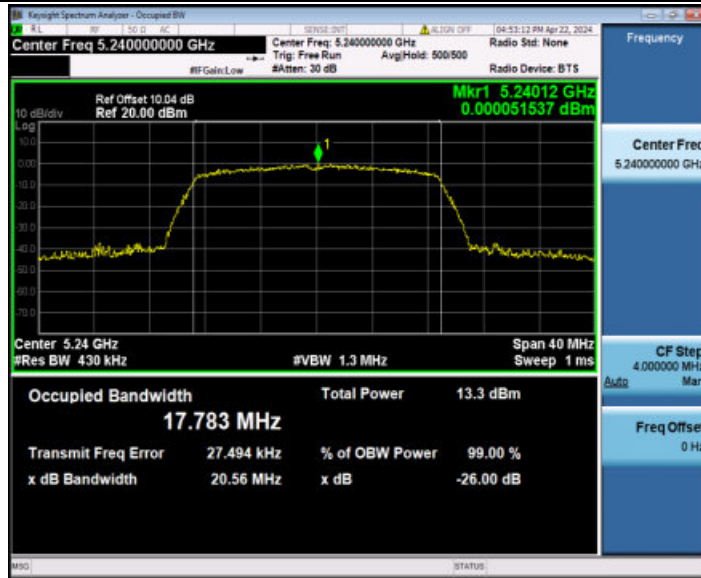 Keysight Spectrum Analyzer - Occupied BW
RL RF 50 Ω AC SENSE:INT ALIGN OFF 04:53:12 PM Apr 22, 2024
Center Freq 5.240000000 GHz
Center Freq: 5.240000000 GHz
Radio Std: None
Trig: Free Run Avg|Hold: 500/500
#IFGain:Low #Atten: 30 dB Radio Device: BTS
Frequency
Ref Offset 10.04 dB
10 dB/div Ref 20.00 dBm
Mkr1 5.24012 GHz
0.000051537 dBm
Log
10.0
0.00
-10.0
-20.0
-30.0
-40.0
-50.0
-60.0
-70.0
1
Center 5.24 GHz Span 40 MHz
#Res BW 430 kHz #VBW 1.3 MHz Sweep 1 ms
Occupied Bandwidth
17.783 MHz
Total Power 13.3 dBm
Transmit Freq Error 27.494 kHz % of OBW Power 99.00 %
x dB Bandwidth 20.56 MHz x dB -26.00 dB
Center Freq
5.240000000 GHz
CF Step
4.000000 MHz
Auto Man
Freq Offset
0 Hz
MSG STATUS